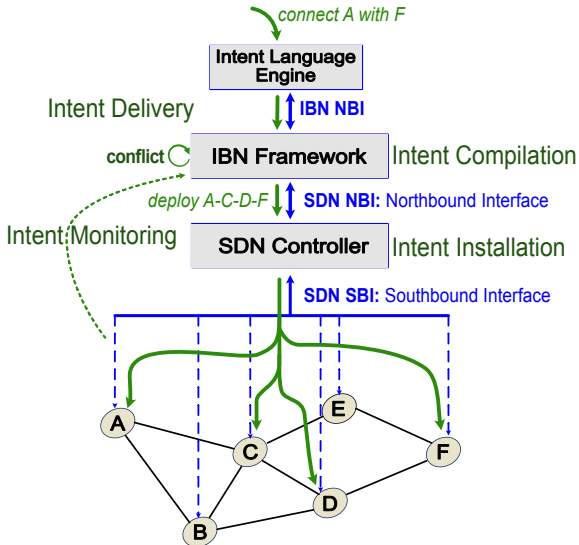 connect A with F
Intent Language
Engine
Intent Delivery
IBN NBI
conflict
IBN Framework
Intent Compilation
deploy A-C-D-F
SDN NBI: Northbound Interface
Intent Monitoring
SDN Controller
Intent Installation
SDN SBI: Southbound Interface
E
A
C
F
D
B